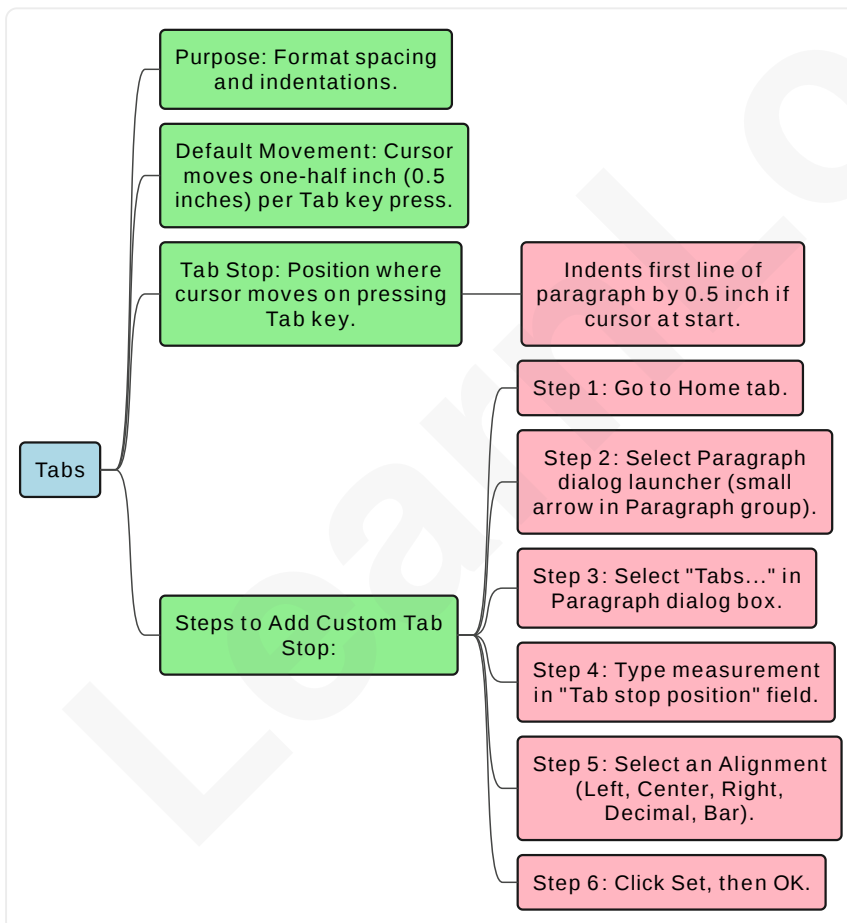 Purpose: Format spacing
and indentations.
Default Movement: Cursor
moves one-half inch (0.5
inches) per Tab key press.
Tab Stop: Position where
cursor moves on pressing
Tab key.
Indents first line of
paragraph by 0.5 inch if
cursor at start.
Tabs
Steps to Add Custom Tab
Stop:
Step 1: Go to Home tab.
Step 2: Select Paragraph
dialog launcher (small
arrow in Paragraph group).
Step 3: Select "Tabs..." in
Paragraph dialog box.
Step 4: Type measurement
in "Tab stop position" field.
Step 5: Select an Alignment
(Left, Center, Right,
Decimal, Bar).
Step 6: Click Set, then OK.
LearnLo